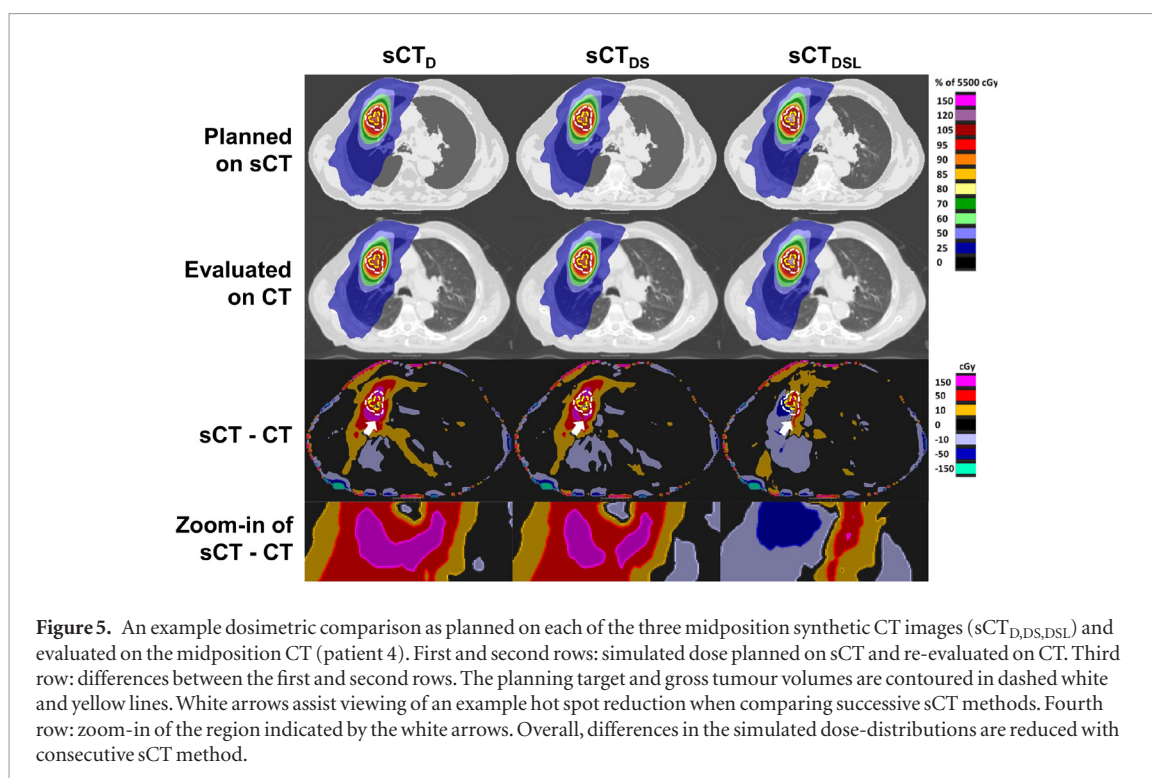 sCT_D sCT_DS sCT_DSL
% of 5500 cGy
150
120
105
95
90
85
80
70
60
50
25
0
Planned
on sCT
Evaluated
on CT
sCT - CT
cGy
150
50
10
0
-10
-50
-150
Zoom-in of
sCT - CT
Figure 5. An example dosimetric comparison as planned on each of the three midposition synthetic CT images (sCT_D,DS,DSL) and
evaluated on the midposition CT (patient 4). First and second rows: simulated dose planned on sCT and re-evaluated on CT. Third
row: differences between the first and second rows. The planning target and gross tumour volumes are contoured in dashed white
and yellow lines. White arrows assist viewing of an example hot spot reduction when comparing successive sCT methods. Fourth
row: zoom-in of the region indicated by the white arrows. Overall, differences in the simulated dose-distributions are reduced with
consecutive sCT method.